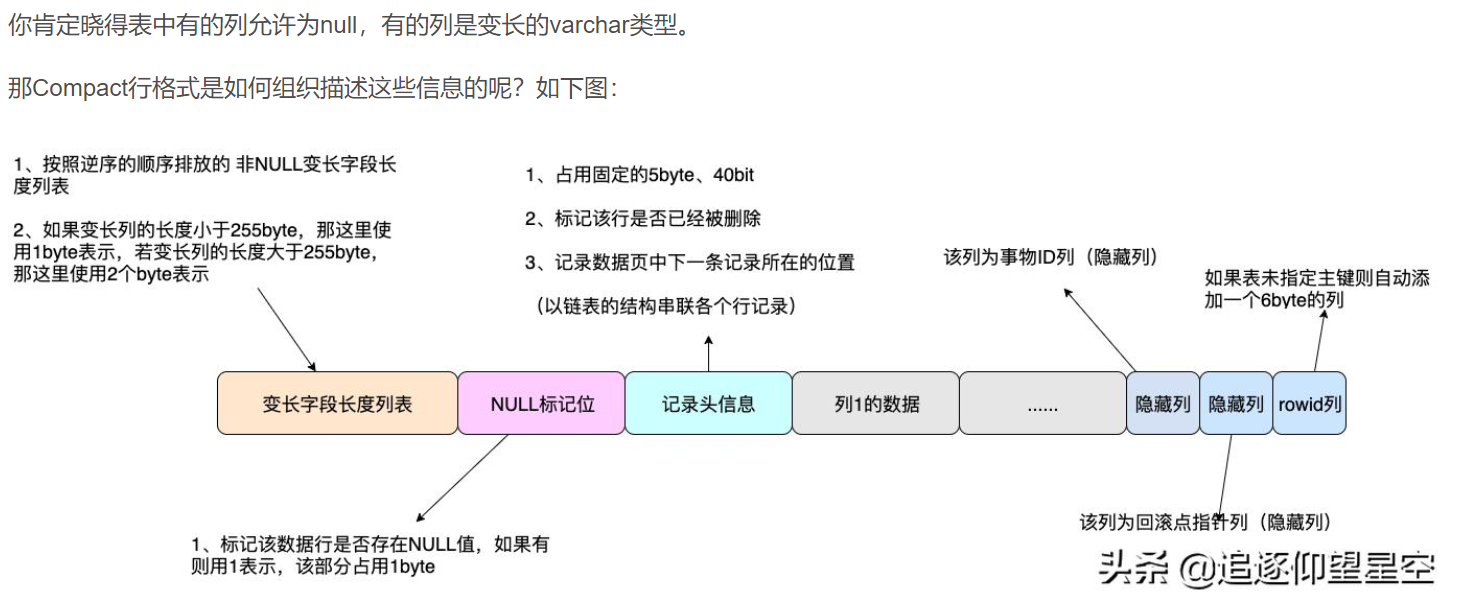 你肯定晓得表中有的列允许为null，有的列是变长的varchar类型。
那Compact行格式是如何组织描述这些信息的呢？如下图：
1、按照逆序的顺序排放的 非NULL变长字段长
度列表
2、如果变长列的长度小于255byte，那这里使
用1byte表示，若变长列的长度大于255byte，
那这里使用2个byte表示
1、占用固定的5byte、40bit
2、标记该行是否已经被删除
3、记录数据页中下一条记录所在的位置
（以链表的结构串联各个行记录）
该列为事物ID列（隐藏列）
如果表未指定主键则自动添
加一个6byte的列
变长字段长度列表
NULL标记位
记录头信息
列1的数据
......
隐藏列
隐藏列
rowid列
1、标记该数据行是否存在NULL值，如果有
则用1表示，该部分占用1byte
该列为回滚点指针列（隐藏列）
头条 @追逐仰望星空